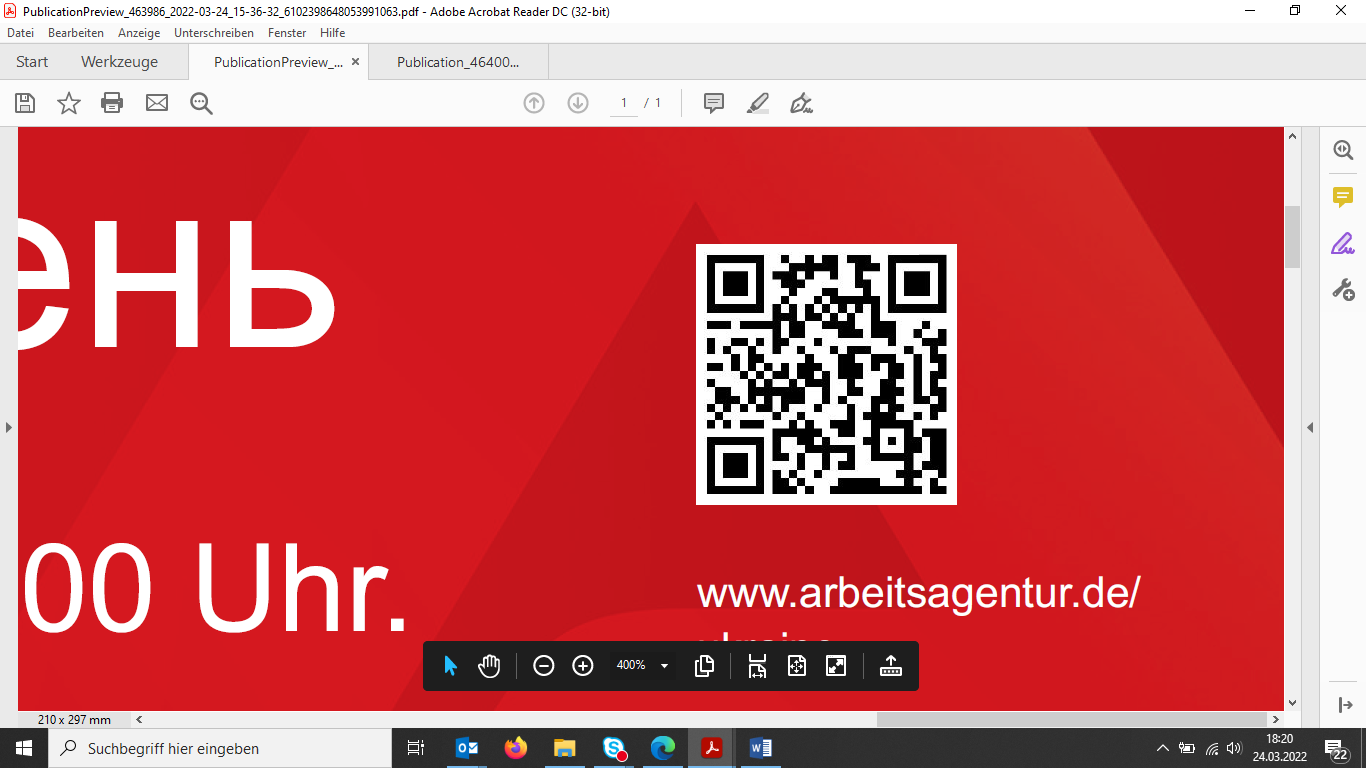 PublicationPreview_463986_2022-03-24_15-36-32_6102398648053991063.pdf - Adobe Acrobat Reader DC (32-bit)
Datei Bearbeiten Anzeige Unterschreiben Fenster Hilfe
Start Werkzeuge PublicationPreview_... × Publication_46400...
1 / 1
ень
00 Uhr.
www.arbeitsagentur.de/
ukraine
400%
210 x 297 mm
Suchbegriff hier eingeben
18:20
24.03.2022
22